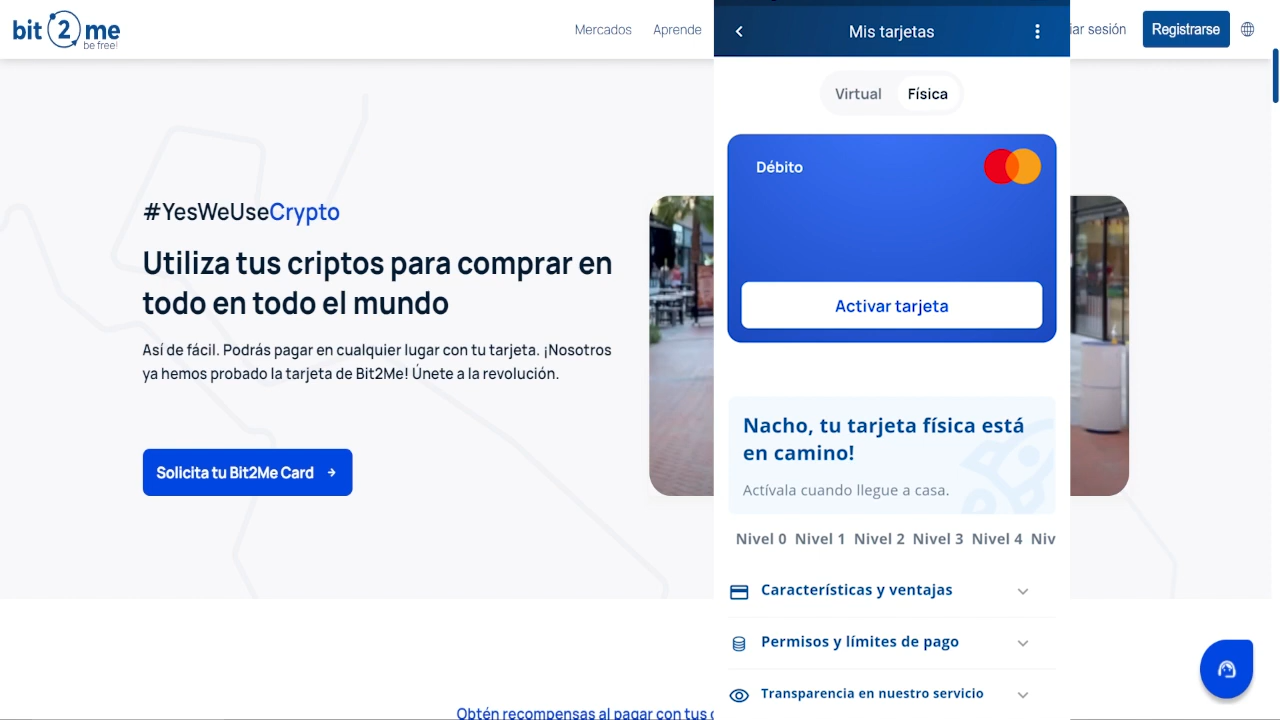 bit2me
be free!
Mercados
Aprende
iar sesión
Registrarse
#YesWeUseCrypto
Utiliza tus criptos para comprar en
todo en todo el mundo
Así de fácil. Podrás pagar en cualquier lugar con tu tarjeta. ¡Nosotros
ya hemos probado la tarjeta de Bit2Me! Únete a la revolución.
Solicita tu Bit2Me Card
Obtén recompensas al pagar con tus c
Mis tarjetas
Virtual
Física
Débito
Activar tarjeta
Nacho, tu tarjeta física está
en camino!
Actívala cuando llegue a casa.
Nivel 0 Nivel 1 Nivel 2 Nivel 3 Nivel 4 Niv
Características y ventajas
Permisos y límites de pago
Transparencia en nuestro servicio